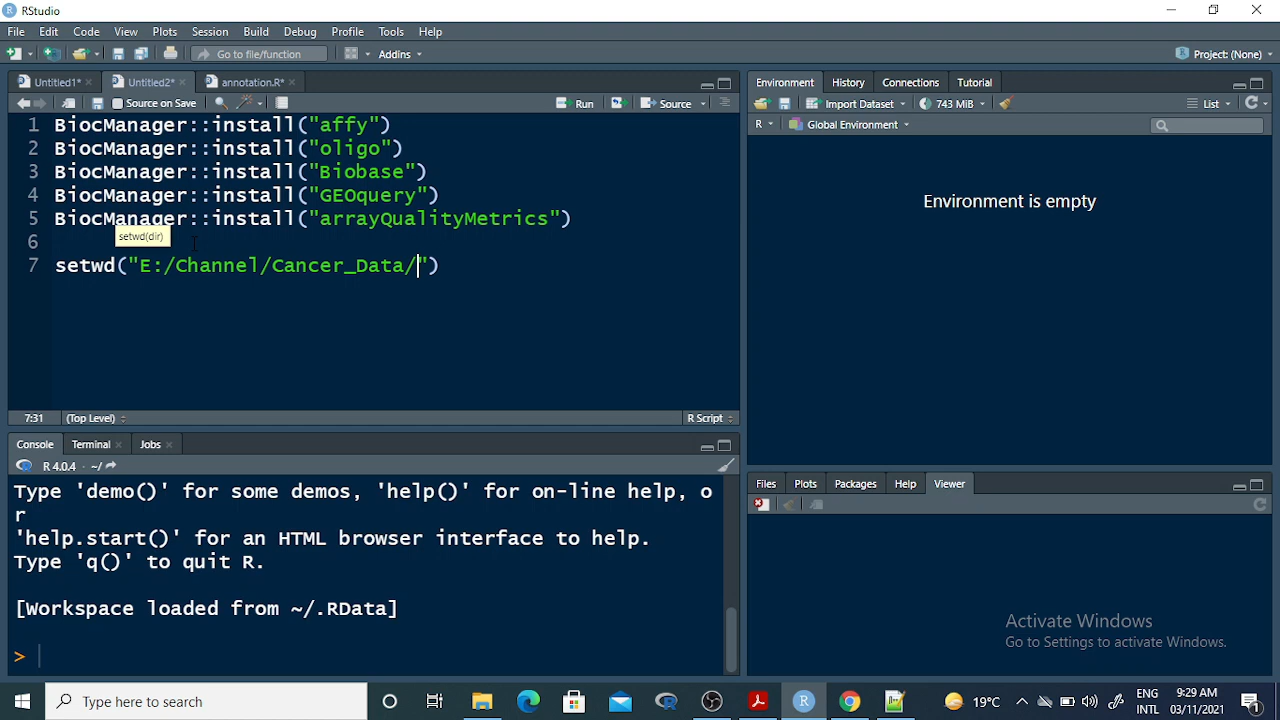 RStudio
File Edit Code View Plots Session Build Debug Profile Tools Help
Go to file/function Addins Project: (None)
Untitled1* Untitled2* annotation.R*
Source on Save Run Source
1 BiocManager::install("affy")
2 BiocManager::install("oligo")
3 BiocManager::install("Biobase")
4 BiocManager::install("GEOquery")
5 BiocManager::install("arrayQualityMetrics")
setwd(dir)
6
7 setwd("E:/Channel/Cancer_Data/")
7:31 (Top Level) R Script
Console Terminal Jobs
R 4.0.4 · ~/
Type 'demo()' for some demos, 'help()' for on-line help, o
r
'help.start()' for an HTML browser interface to help.
Type 'q()' to quit R.
[Workspace loaded from ~/.RData]
>
Environment History Connections Tutorial
Import Dataset 743 MiB List
R Global Environment
Environment is empty
Files Plots Packages Help Viewer
Activate Windows
Go to Settings to activate Windows.
Type here to search
19°C
ENG
INTL
9:29 AM
03/11/2021
1